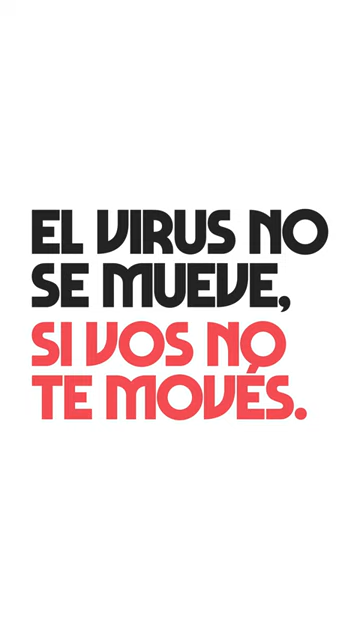 EL VIRUS NO
SE MUEVE,
SI VOS NO
TE MOVÉS.